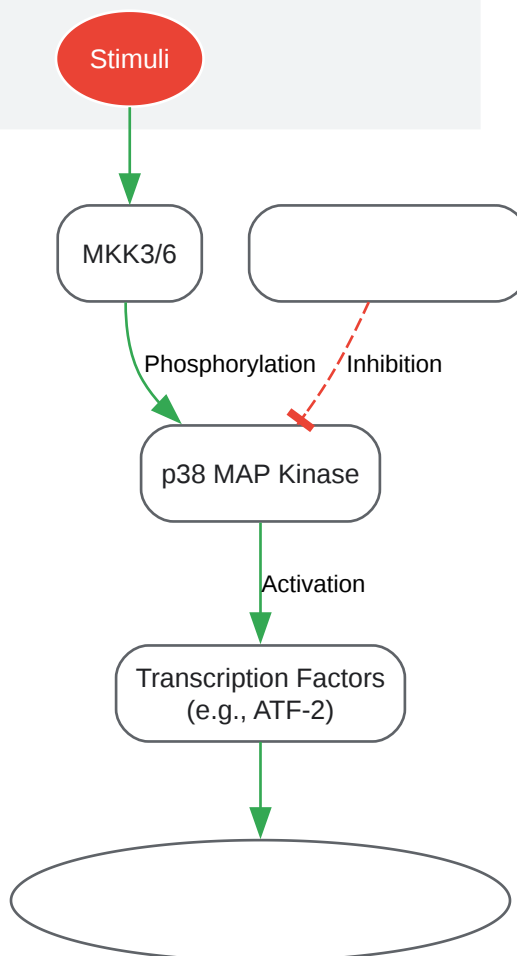 Stimuli
MKK3/6
Phosphorylation
Inhibition
p38 MAP Kinase
Activation
Transcription Factors
(e.g., ATF-2)